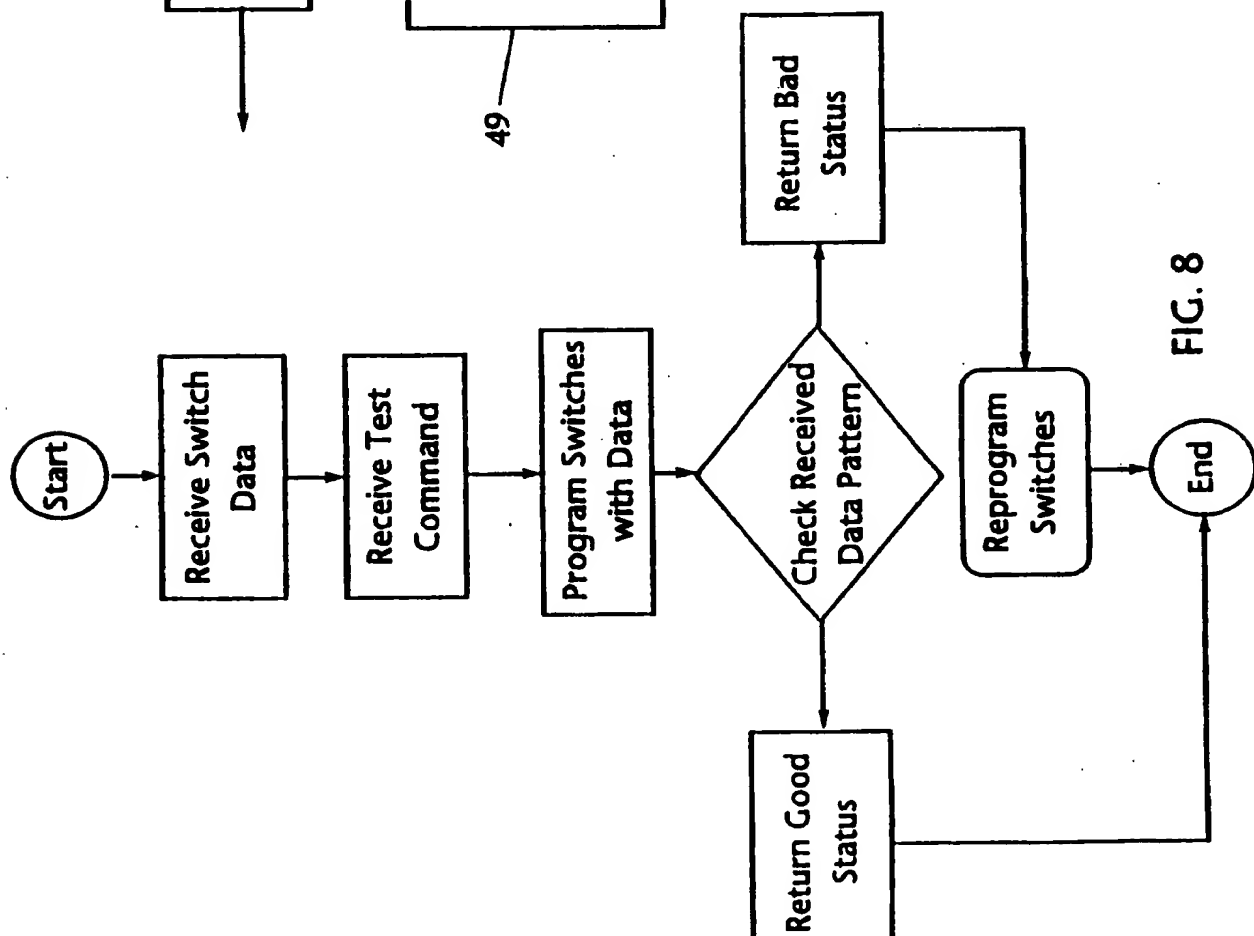 Start
Receive Switch
Data
Receive Test
Command
Program Switches
with Data
Check Received
Data Pattern
Return Good
Status
Return Bad
Status
Reprogram
Switches
End
FIG. 8
49